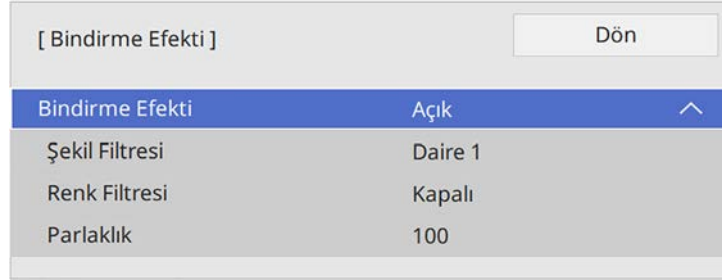 [ Bindirme Efekti ] Dön
Bindirme Efekti Açık
Şekil Filtresi Daire 1
Renk Filtresi Kapalı
Parlaklık 100